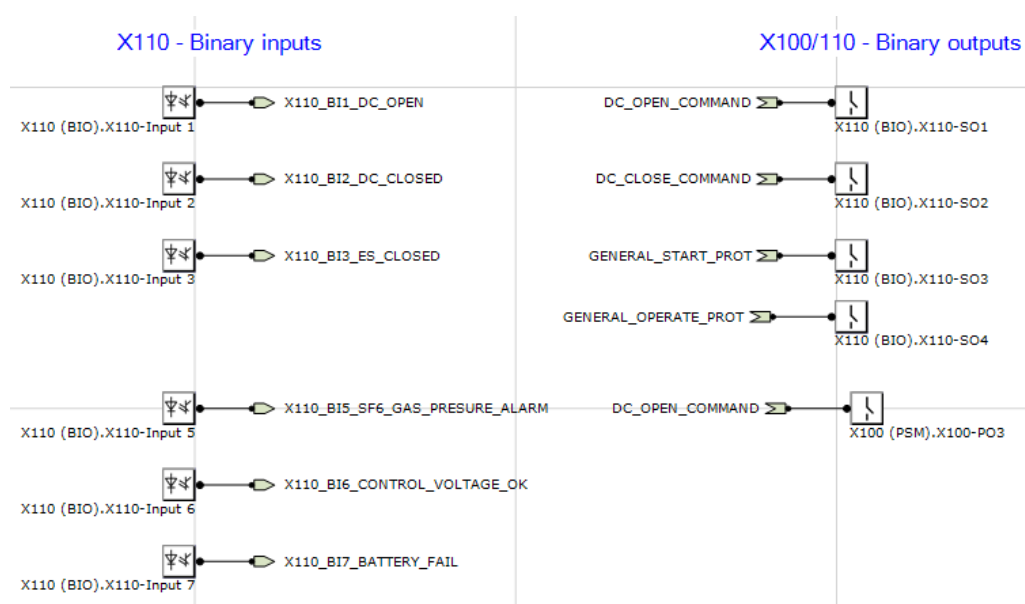 X110 - Binary inputs
X100/110 - Binary outputs
X110_BI1_DC_OPEN
X110 (BIO).X110-Input 1
DC_OPEN_COMMAND
X110 (BIO).X110-SO1
X110_BI2_DC_CLOSED
X110 (BIO).X110-Input 2
DC_CLOSE_COMMAND
X110 (BIO).X110-SO2
X110_BI3_ES_CLOSED
X110 (BIO).X110-Input 3
GENERAL_START_PROT
X110 (BIO).X110-SO3
GENERAL_OPERATE_PROT
X110 (BIO).X110-SO4
X110_BI5_SF6_GAS_PRESURE_ALARM
X110 (BIO).X110-Input 5
DC_OPEN_COMMAND
X100 (PSM).X100-PO3
X110_BI6_CONTROL_VOLTAGE_OK
X110 (BIO).X110-Input 6
X110_BI7_BATTERY_FAIL
X110 (BIO).X110-Input 7